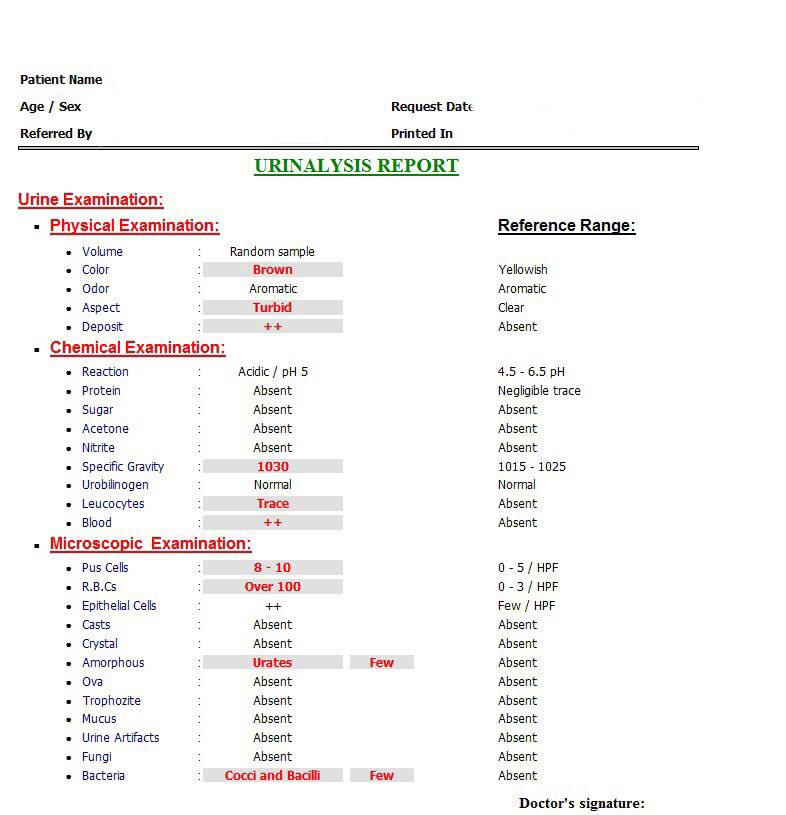 Patient Name
Age / Sex Request Date
Referred By Printed In
URINALYSIS REPORT
Urine Examination:
Physical Examination: Reference Range:
Volume : Random sample
Color : Brown Yellowish
Odor : Aromatic Aromatic
Aspect : Turbid Clear
Deposit : ++ Absent
Chemical Examination:
Reaction : Acidic / pH 5 4.5 - 6.5 pH
Protein : Absent Negligible trace
Sugar : Absent Absent
Acetone : Absent Absent
Nitrite : Absent Absent
Specific Gravity : 1030 1015 - 1025
Urobilinogen : Normal Normal
Leucocytes : Trace Absent
Blood : ++ Absent
Microscopic Examination:
Pus Cells : 8 - 10 0 - 5 / HPF
R.B.Cs : Over 100 0 - 3 / HPF
Epithelial Cells : ++ Few / HPF
Casts : Absent Absent
Crystal : Absent Absent
Amorphous : Urates Few Absent
Ova : Absent Absent
Trophozite : Absent Absent
Mucus : Absent Absent
Urine Artifacts : Absent Absent
Fungi : Absent Absent
Bacteria : Cocci and Bacilli Few Absent
Doctor's signature: